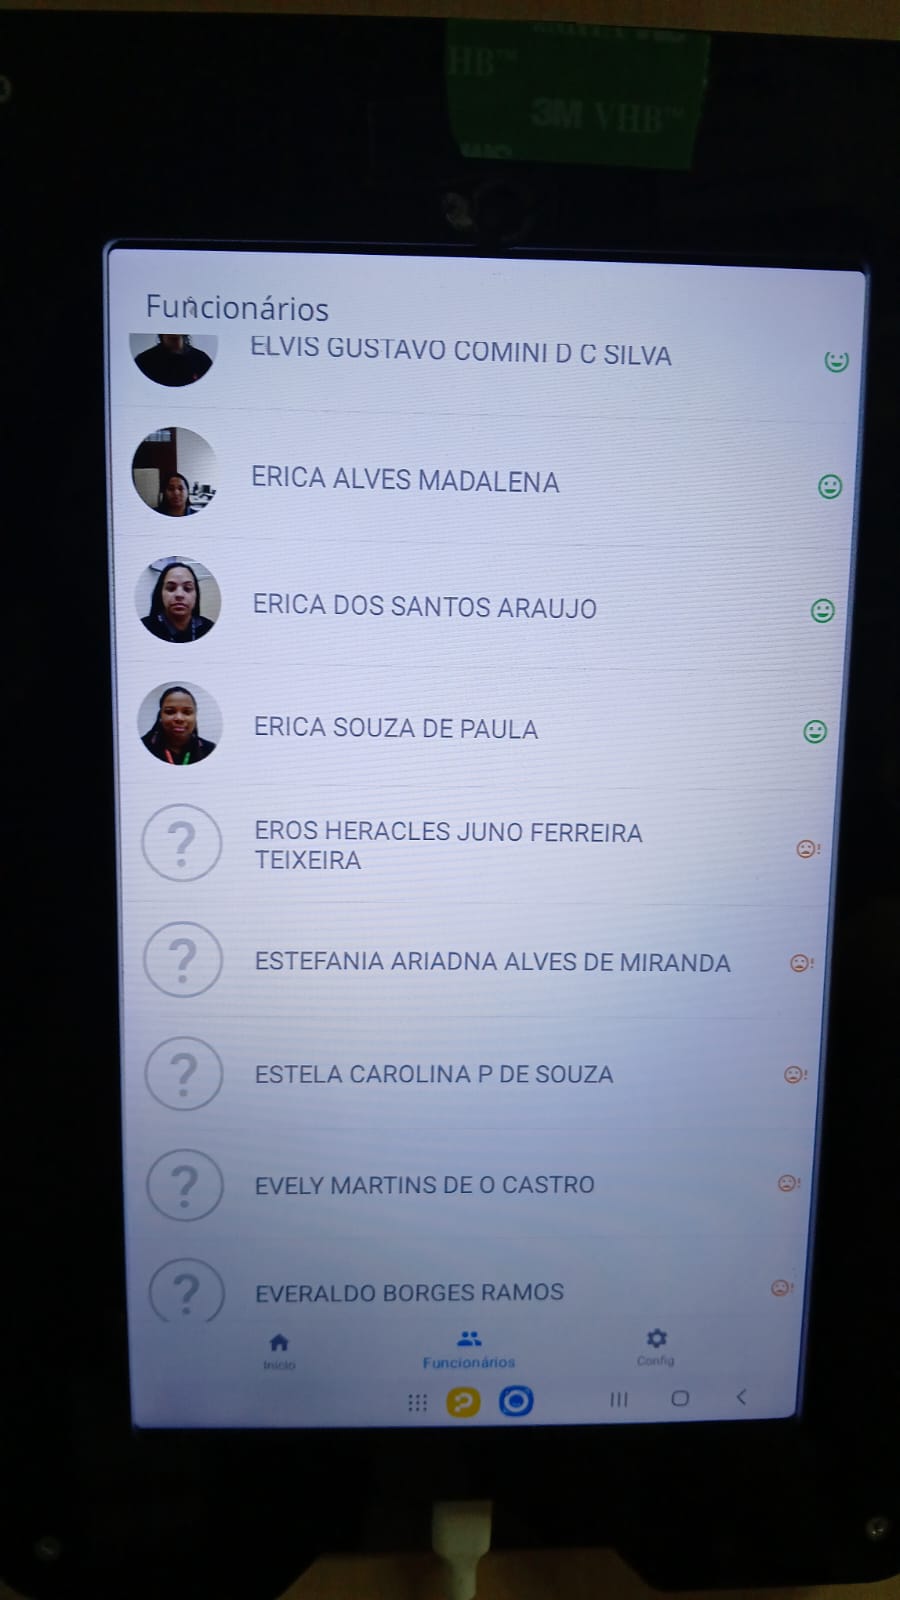 HB™
3M VHB™
Funcionários
ELVIS GUSTAVO COMINI D C SILVA
ERICA ALVES MADALENA
ERICA DOS SANTOS ARAUJO
ERICA SOUZA DE PAULA
?
EROS HERACLES JUNO FERREIRA
TEIXEIRA
?
ESTEFANIA ARIADNA ALVES DE MIRANDA
?
ESTELA CAROLINA P DE SOUZA
?
EVELY MARTINS DE O CASTRO
?
EVERALDO BORGES RAMOS
Início
Funcionários
Config